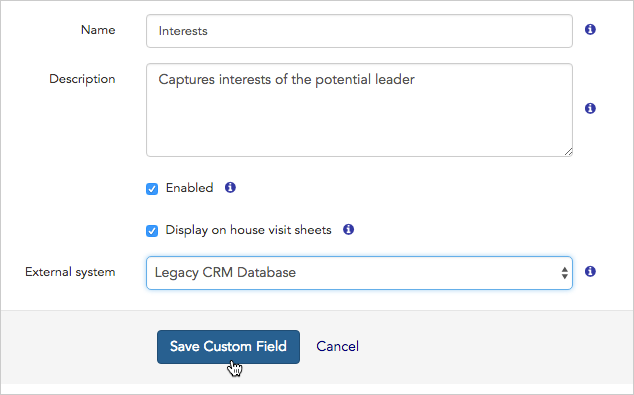 Name
Interests
Description
Captures interests of the potential leader
Enabled
Display on house visit sheets
External system
Legacy CRM Database
Save Custom Field
Cancel